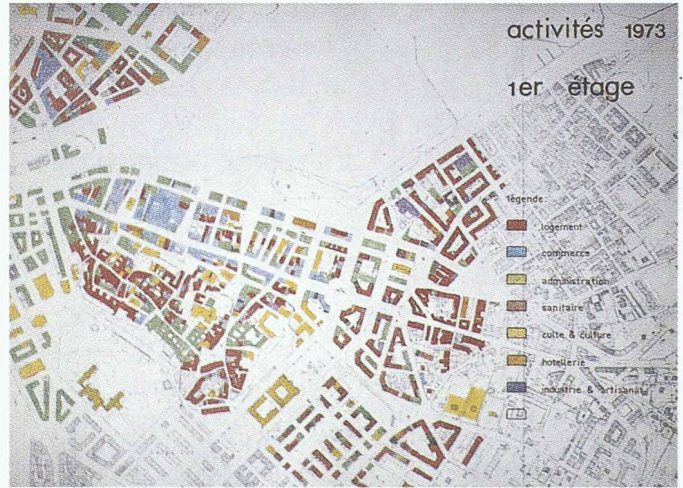 activités 1973
1er étage
légende:
logement
commerce
administration
sanitaire
culte & culture
hotellerie
industrie & artisanat